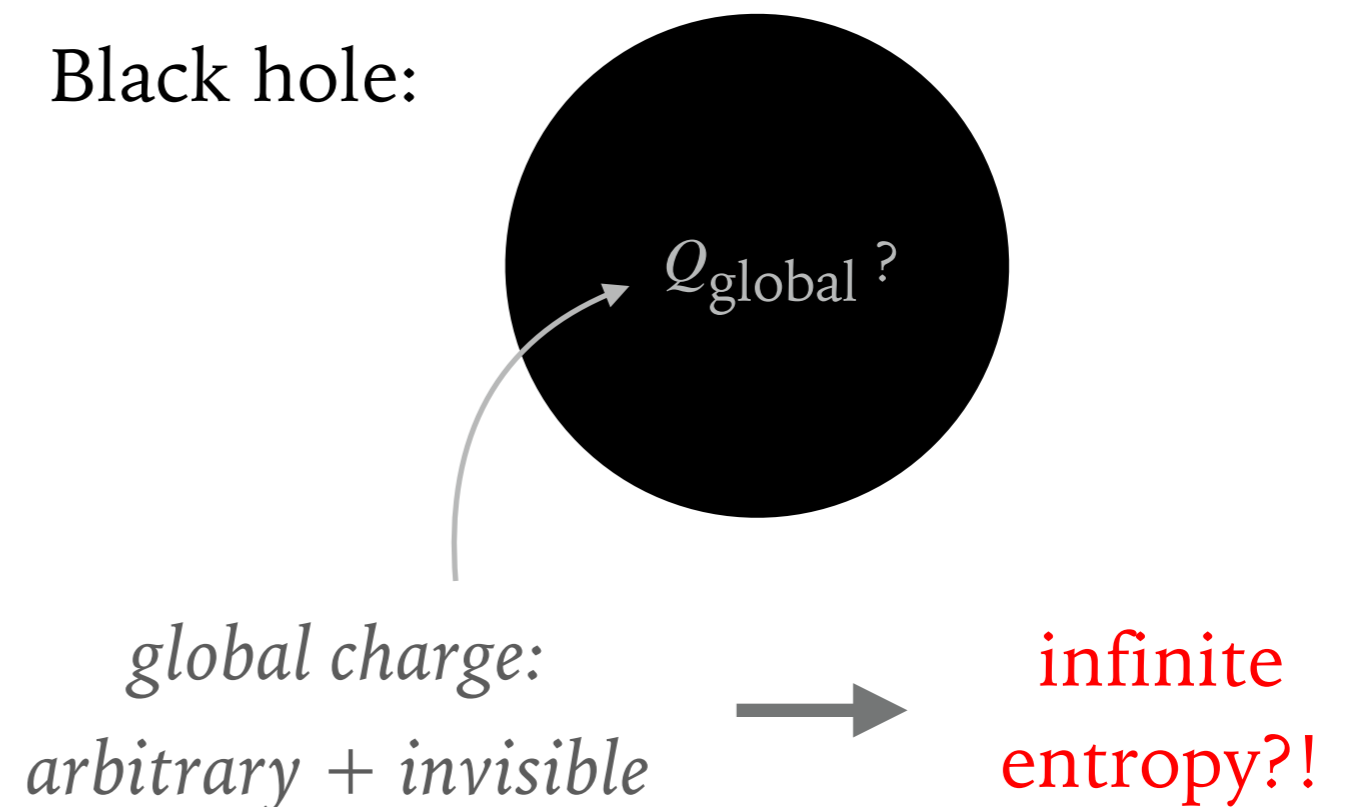 Black hole:
Q_global ?
global charge:
arbitrary + invisible
infinite
entropy?!